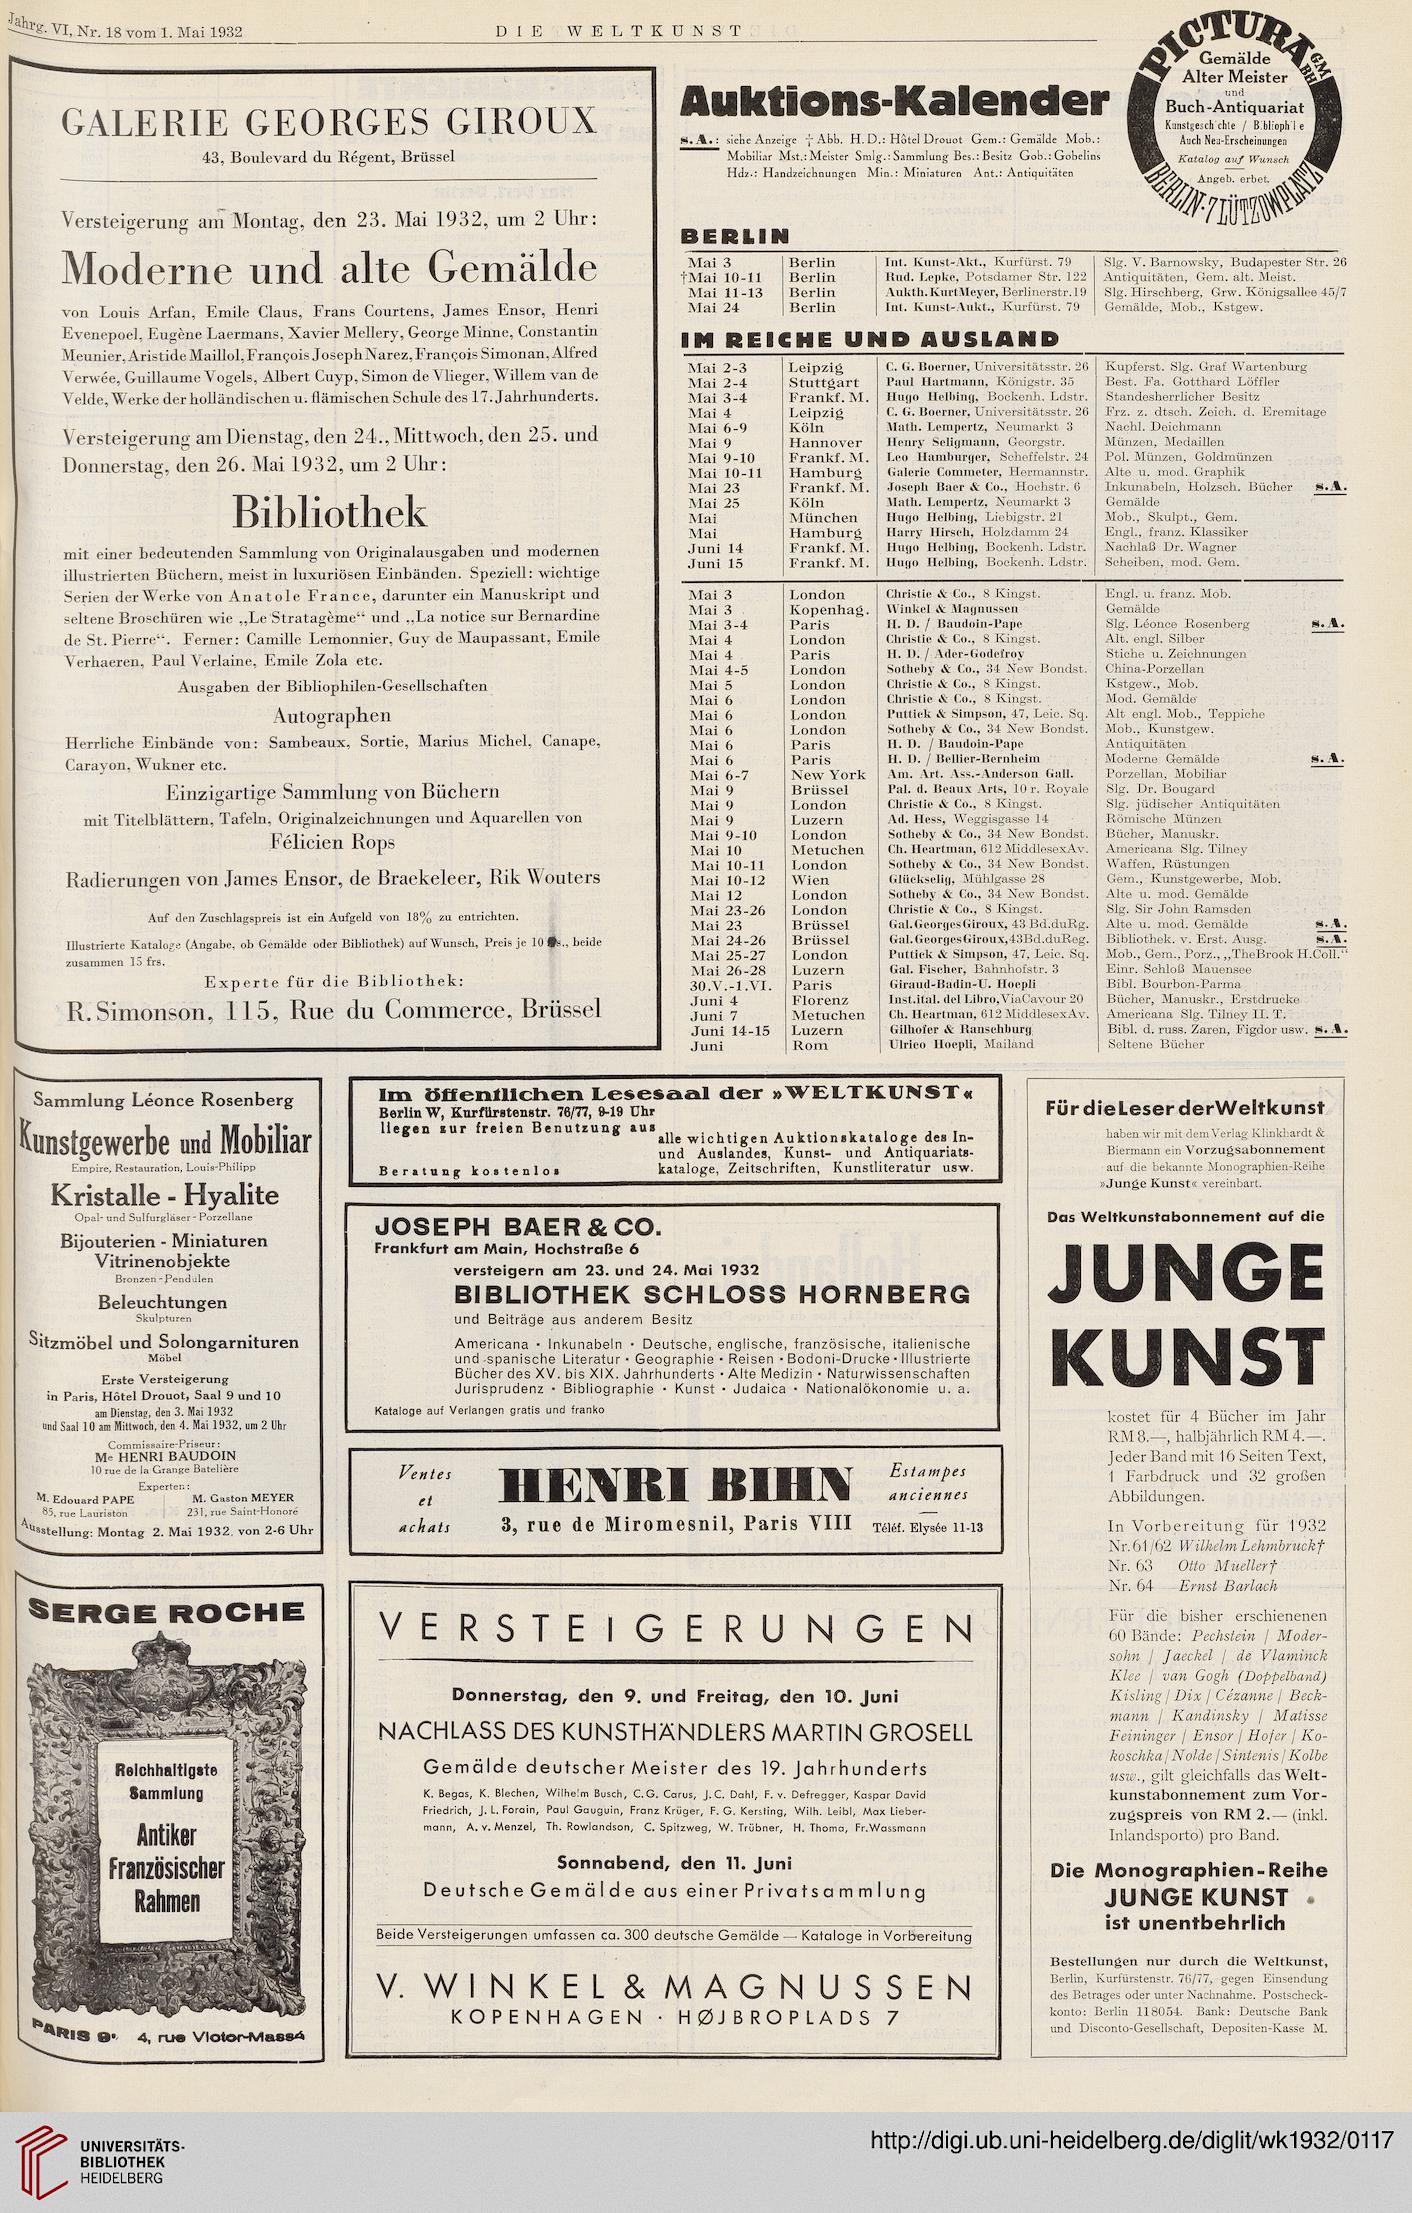 Jahrg. VI, Nr. 18 vom 1. Mai 1932
DIE WELTKUNST
GALERIE GEORGES GIROUX
43, Boulevard du Régent, Brüssel
Versteigerung am Montag, den 23. Mai 1932, um 2 Uhr:
Moderne und alte Gemälde
von Louis Arfan, Emile Claus, Frans Courtens, James Ensor, Henri
Evenepoel, Eugène Laermans, Xavier Mellery, George Minne, Constantin
Meunier, Aristide Maillol, François Joseph Narez, François Simonan, Alfred
Verwée, Guillaume Vogels, Albert Cuyp, Simon de Vlieger, Willem van de
Velde, Werke der holländischen u. flämischen Schule des 17. Jahrhunderts.
Versteigerung am Dienstag, den 24., Mittwoch, den 25. und
Donnerstag, den 26. Mai 1932, um 2 Uhr:
Bibliothek
mit einer bedeutenden Sammlung von Originalausgaben und modernen
illustrierten Büchern, meist in luxuriösen Einbänden. Speziell: wichtige
Serien der Werke von Anatole France, darunter ein Manuskript und
seltene Broschüren wie „Le Stratagème“ und „La notice sur Bernardine
de St. Pierre“. Ferner: Camille Lemonnier, Guy de Maupassant, Emile
Verhaeren, Paul Verlaine, Emile Zola etc.
Ausgaben der Bibliophilen-Gesellschaften
Autographen
Herrliche Einbände von: Sambeaux, Sortie, Marius Michel, Canape,
Carayon, Wukner etc.
Einzigartige Sammlung von Büchern
mit Titelblättern, Tafeln, Originalzeichnungen und Aquarellen von
Félicien Rops
Radierungen von James Ensor, de Braekeleer, Rik Wouters
Auf den Zuschlagspreis ist ein Aufgeld von 18% zu entrichten.
Illustrierte Kataloge (Angabe, ob Gemälde oder Bibliothek) auf Wunsch, Preis je 10 beide
zusammen 15 frs.
Experte für die Bibliothek:
R. Simonson, 115, Rue du Commerce, Brüssel
Auktions-Kalender
s. A.: siehe Anzeige † Abb. H. D.: Hôtel Drouot Gem.: Gemälde Mob.:
Mobiliar Mst.: Meister Smlg.: Sammlung Bes.: Besitz Gob.: Gobelins
Hdz.: Handzeichnungen Min.: Miniaturen Ant.: Antiquitäten
PICTURA GMBH
Gemälde
Alter Meister
und
Buch-Antiquariat
Kunstgeschichte / Bibliophile
Auch Neu-Erscheinungen
Katalog auf Wunsch
Angeb. erbet.
BERLIN·7 LÜTZOWPLATZ
BERLIN
Mai 3 Berlin Int. Kunst-Akt., Kurfürst. 79 Slg. V. Barnowsky, Budapester Str. 26
†Mai 10-11 Berlin Rud. Lepke, Potsdamer Str. 122 Antiquitäten, Gem. alt. Meist.
Mai 11-13 Berlin Aukth. Kurt Meyer, Berlinerstr. 19 Slg. Hirschberg, Grw. Königsallee 45/7
Mai 24 Berlin Int. Kunst-Aukt., Kurfürst. 79 Gemälde, Mob., Kstgew.
IM REICHE UND AUSLAND
Mai 2-3 Leipzig C. G. Boerner, Universitätsstr. 26 Kupferst. Slg. Graf Wartenburg
Mai 2-4 Stuttgart Paul Hartmann, Königstr. 35 Best. Fa. Gotthard Löffler
Mai 3-4 Frankf. M. Hugo Helbing, Bockenh. Ldstr. Standesherrlicher Besitz
Mai 4 Leipzig C. G. Boerner, Universitätsstr. 26 Frz. z. dtsch. Zeich. d. Eremitage
Mai 6-9 Köln Math. Lempertz, Neumarkt 3 Nachl. Deichmann
Mai 9 Hannover Henry Seligmann, Georgstr. Münzen, Medaillen
Mai 9-10 Frankf. M. Leo Hamburger, Scheffelstr. 24 Pol. Münzen, Goldmünzen
Mai 10-11 Hamburg Galerie Commeter, Hermannstr. Alte u. mod. Graphik
Mai 23 Frankf. M. Joseph Baer & Co., Hochstr. 6 Inkunabeln, Holzsch. Bücher s. A.
Mai 25 Köln Math. Lempertz, Neumarkt 3 Gemälde
Mai München Hugo Helbing, Liebigstr. 21 Mob., Skulpt., Gem.
Mai Hamburg Harry Hirsch, Holzdamm 24 Engl., franz. Klassiker
Juni 14 Frankf. M. Hugo Helbing, Bockenh. Ldstr. Nachlaß Dr. Wagner
Juni 15 Frankf. M. Hugo Helbing, Bockenh. Ldstr. Scheiben, mod. Gem.
Mai 3 London Christie & Co., 8 Kingst. Engl. u. franz. Mob.
Mai 3 Kopenhag. Winkel & Magnussen Gemälde
Mai 3-4 Paris H. D. / Baudoin-Pape Slg. Léonce Rosenberg s. A.
Mai 4 London Christie & Co., 8 Kingst. Alt. engl. Silber
Mai 4 Paris H. D. / Ader-Godefroy Stiche u. Zeichnungen
Mai 4-5 London Sotheby & Co., 34 New Bondst. China-Porzellan
Mai 5 London Christie & Co., 8 Kingst. Kstgew., Mob.
Mai 6 London Christie & Co., 8 Kingst. Mod. Gemälde
Mai 6 London Puttick & Simpson, 47, Leic. Sq. Alt engl. Mob., Teppiche
Mai 6 London Sotheby & Co., 34 New Bondst. Mob., Kunstgew.
Mai 6 Paris H. D. / Baudoin-Pape Antiquitäten
Mai 6 Paris H. D. / Bellier-Bernheim Moderne Gemälde s. A.
Mai 6-7 New York Am. Art. Ass.-Anderson Gall. Porzellan, Mobiliar
Mai 9 Brüssel Pal. d. Beaux Arts, 10 r. Royale Slg. Dr. Bougard
Mai 9 London Christie & Co., 8 Kingst. Slg. jüdischer Antiquitäten
Mai 9 Luzern Ad. Hess, Weggisgasse 14 Römische Münzen
Mai 9-10 London Sotheby & Co., 34 New Bondst. Bücher, Manuskr.
Mai 10 Metuchen Ch. Heartman, 612 MiddlesexAv. Americana Slg. Tilney
Mai 10-11 London Sotheby & Co., 34 New Bondst. Waffen, Rüstungen
Mai 10-12 Wien Glückselig, Mühlgasse 28 Gem., Kunstgewerbe, Mob.
Mai 12 London Sotheby & Co., 34 New Bondst. Alte u. mod. Gemälde
Mai 23-26 London Christie & Co., 8 Kingst. Slg. Sir John Ramsden
Mai 23 Brüssel Gal. Georges Giroux, 43 Bd. du Rg. Alte u. mod. Gemälde s. A.
Mai 24-26 Brüssel Gal. Georges Giroux, 43 Bd. du Reg. Bibliothek. v. Erst. Ausg. s. A.
Mai 25-27 London Puttick & Simpson, 47, Leic. Sq. Mob., Gem., Porz., „TheBrook H.Coll.“
Mai 26-28 Luzern Gal. Fischer, Bahnhofstr. 3 Einr. Schloß Mauensee
30.V.-1.VI. Paris Giraud-Badin-U. Hoepli Bibl. Bourbon-Parma
Juni 4 Florenz Inst. ital. del Libro, Via Cavour 20 Bücher, Manuskr., Erstdrucke
Juni 7 Metuchen Ch. Heartman, 612 MiddlesexAv. Americana Slg. Tilney II. T.
Juni 14-15 Luzern Gilhofer & Ranschburg Bibl. d. russ. Zaren, Figdor usw. s. A.
Juni Rom Ulrico Hoepli, Mailand Seltene Bücher
Sammlung Léonce Rosenberg
Kunstgewerbe und Mobiliar
Empire, Restauration, Louis-Philipp
Kristalle - Hyalite
Opal- und Sulfurgläser - Porzellane
Bijouterien - Miniaturen
Vitrinenobjekte
Bronzen - Pendulen
Beleuchtungen
Skulpturen
Sitzmöbel und Solongarnituren
Möbel
Erste Versteigerung
in Paris, Hôtel Drouot, Saal 9 und 10
am Dienstag, den 3. Mai 1932
und Saal 10 am Mittwoch, den 4. Mai 1932, um 2 Uhr
Commissaire-Priseur:
Me HENRI BAUDOIN
10 rue de la Grange Batelière
Experten:
M. Edouard PAPE M. Gaston MEYER
85, rue Lauriston 231, rue Saint-Honoré
Ausstellung: Montag 2. Mai 1932, von 2-6 Uhr
SERGE ROCHE
Reichhaltigste
Sammlung
Antiker
Französischer
Rahmen
PARIS 9e 4, rue Victor-Massé
Im öffentlichen Lesesaal der »WELTKUNST«
Berlin W, Kurfürstenstr. 76/77, 9-19 Uhr
liegen zur freien Benutzung aus
alle wichtigen Auktionskataloge des In-
und Auslandes, Kunst- und Antiquariats-
Beratung kostenlos kataloge, Zeitschriften, Kunstliteratur usw.
JOSEPH BAER & CO.
Frankfurt am Main, Hochstraße 6
versteigern am 23. und 24. Mai 1932
BIBLIOTHEK SCHLOSS HORNBERG
und Beiträge aus anderem Besitz
Americana • Inkunabeln • Deutsche, englische, französische, italienische
und spanische Literatur • Geographie • Reisen • Bodoni-Drucke • Illustrierte
Bücher des XV. bis XIX. Jahrhunderts • Alte Medizin • Naturwissenschaften
Jurisprudenz • Bibliographie • Kunst • Judaica • Nationalökonomie u. a.
Kataloge auf Verlangen gratis und franko
Ventes et achats
HENRI BIHN
Estampes anciennes
3, rue de Miromesnil, Paris VIII Téléf. Elysée 11-13
VERSTEIGERUNGEN
Donnerstag, den 9. und Freitag, den 10. Juni
NACHLASS DES KUNSTHÄNDLERS MARTIN GROSELL
Gemälde deutscher Meister des 19. Jahrhunderts
K. Begas, K. Blechen, Wilhelm Busch, C. G. Carus, J. C. Dahl, F. v. Defregger, Kaspar David
Friedrich, J. L. Forain, Paul Gauguin, Franz Krüger, F. G. Kersting, Wilh. Leibl, Max Lieber-
mann, A. v. Menzel, Th. Rowlandson, C. Spitzweg, W. Trübner, H. Thoma, Fr. Wassmann
Sonnabend, den 11. Juni
Deutsche Gemälde aus einer Privatsammlung
Beide Versteigerungen umfassen ca. 300 deutsche Gemälde — Kataloge in Vorbereitung
V. WINKEL & MAGNUSSEN
KOPENHAGEN · HØJBROPLADS 7
Für die Leser der Weltkunst
haben wir mit dem Verlag Klinkhardt &
Biermann ein Vorzugsabonnement
auf die bekannte Monographien-Reihe
»Junge Kunst« vereinbart.
Das Weltkunstabonnement auf die
JUNGE
KUNST
kostet für 4 Bücher im Jahr
RM 8.—, halbjährlich RM 4.—.
Jeder Band mit 16 Seiten Text,
1 Farbdruck und 32 großen
Abbildungen.
In Vorbereitung für 1932
Nr. 61/62 Wilhelm Lehmbruck†
Nr. 63 Otto Mueller†
Nr. 64 Ernst Barlach
Für die bisher erschienenen
60 Bände: Pechstein / Moder-
sohn / Jaeckel / de Vlaminck
Klee / van Gogh (Doppelband)
Kisling / Dix / Cézanne / Beck-
mann / Kandinsky / Matisse
Feininger / Ensor / Hofer / Ko-
koschka / Nolde / Sintenis / Kolbe
usw., gilt gleichfalls das Welt-
kunstabonnement zum Vor-
zugspreis von RM 2.— (inkl.
Inlandsporto) pro Band.
Die Monographien-Reihe
JUNGE KUNST
ist unentbehrlich
Bestellungen nur durch die Weltkunst,
Berlin, Kurfürstenstr. 76/77, gegen Einsendung
des Betrages oder unter Nachnahme. Postscheck-
konto: Berlin 118054. Bank: Deutsche Bank
und Disconto-Gesellschaft, Depositen-Kasse M.
UNIVERSITÄTS-
BIBLIOTHEK
HEIDELBERG
http://digi.ub.uni-heidelberg.de/diglit/wk1932/0117